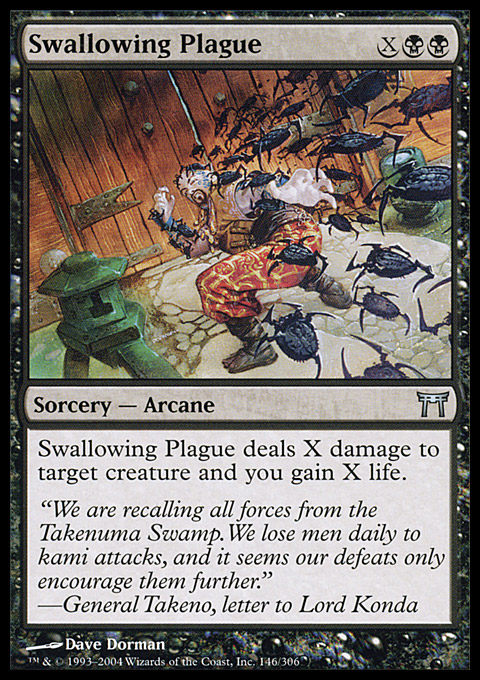 Swallowing Plague X
Sorcery — Arcane
Swallowing Plague deals X damage to
target creature and you gain X life.
“We are recalling all forces from the
Takenuma Swamp. We lose men daily to
kami attacks, and it seems our defeats only
encourage them further.”
—General Takeno, letter to Lord Konda
Dave Dorman
™ & © 1993–2004 Wizards of the Coast, Inc. 146/306